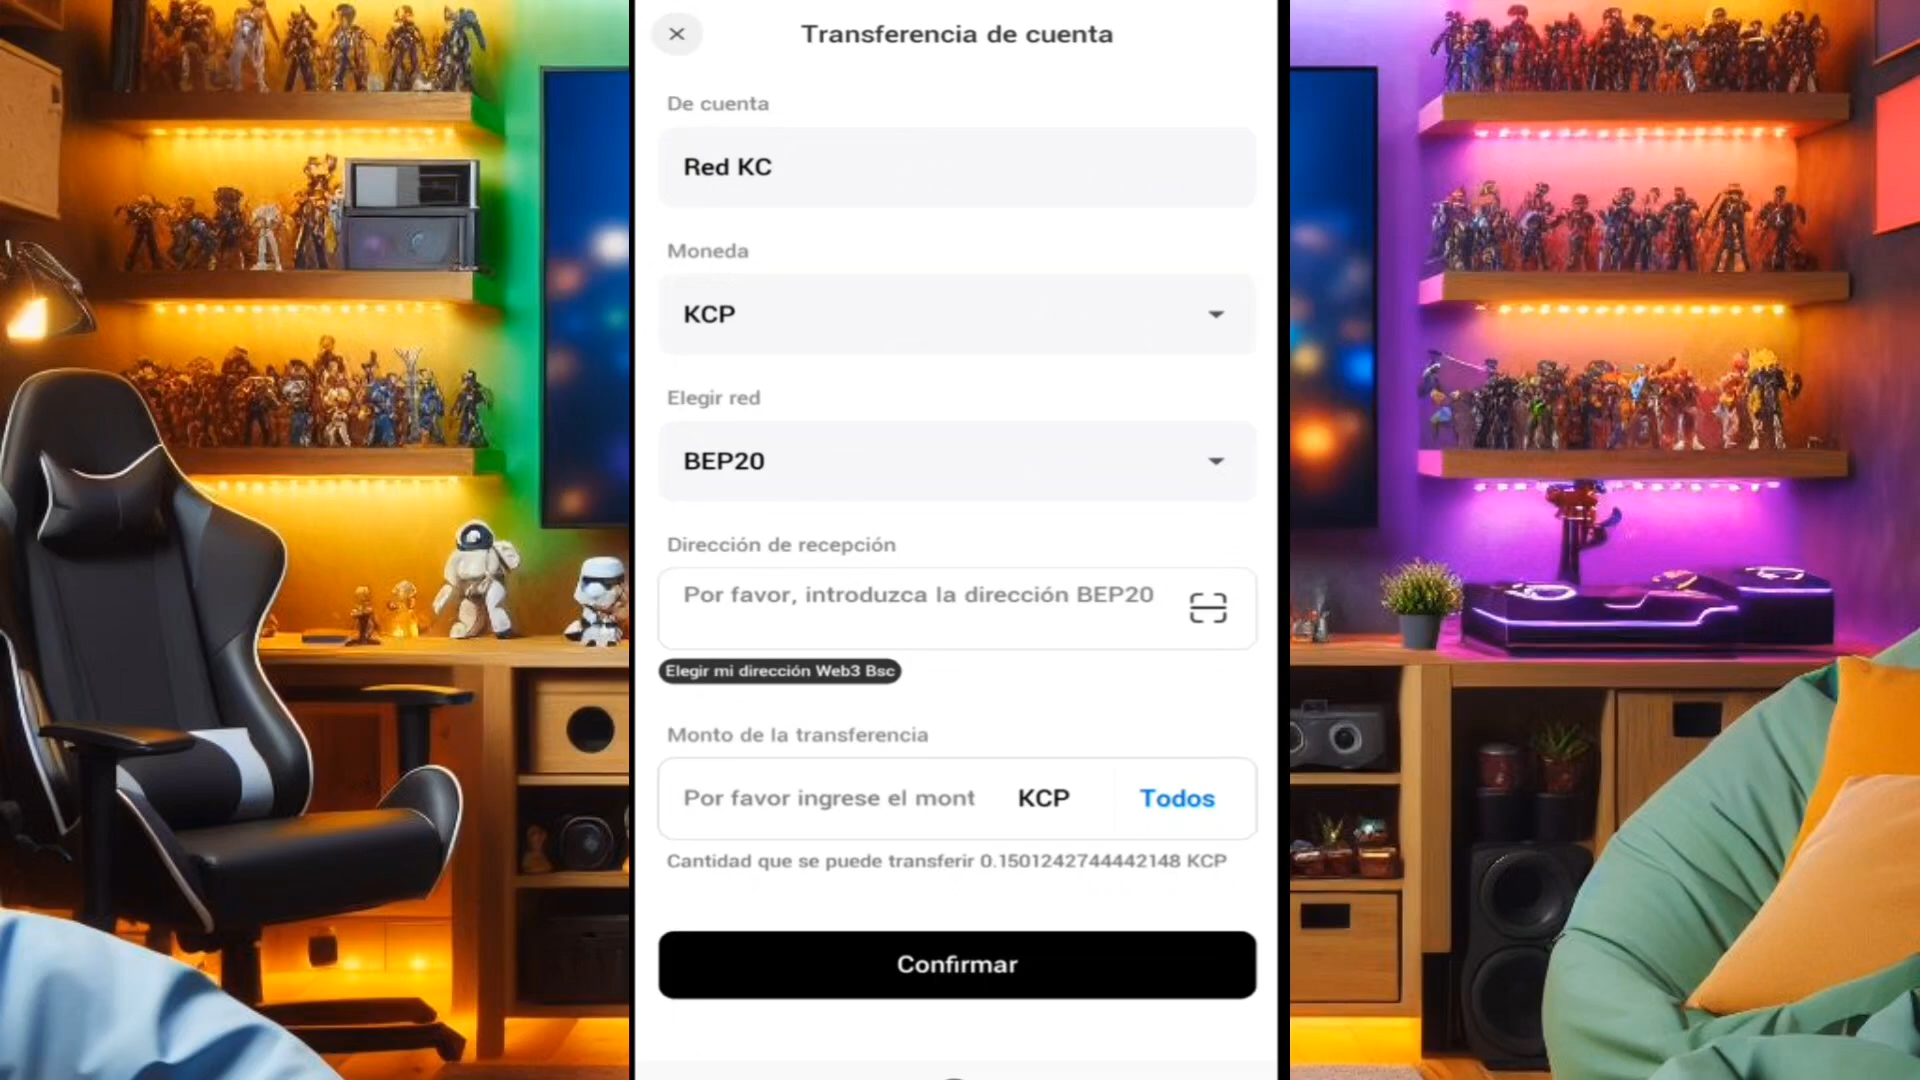 Transferencia de cuenta
De cuenta
Red KC
Moneda
KCP
Elegir red
BEP20
Dirección de recepción
Por favor, introduzca la dirección BEP20
Elegir mi dirección Web3 Bsc
Monto de la transferencia
Por favor ingrese el mont KCP Todos
Cantidad que se puede transferir 0.1501242744442148 KCP
Confirmar